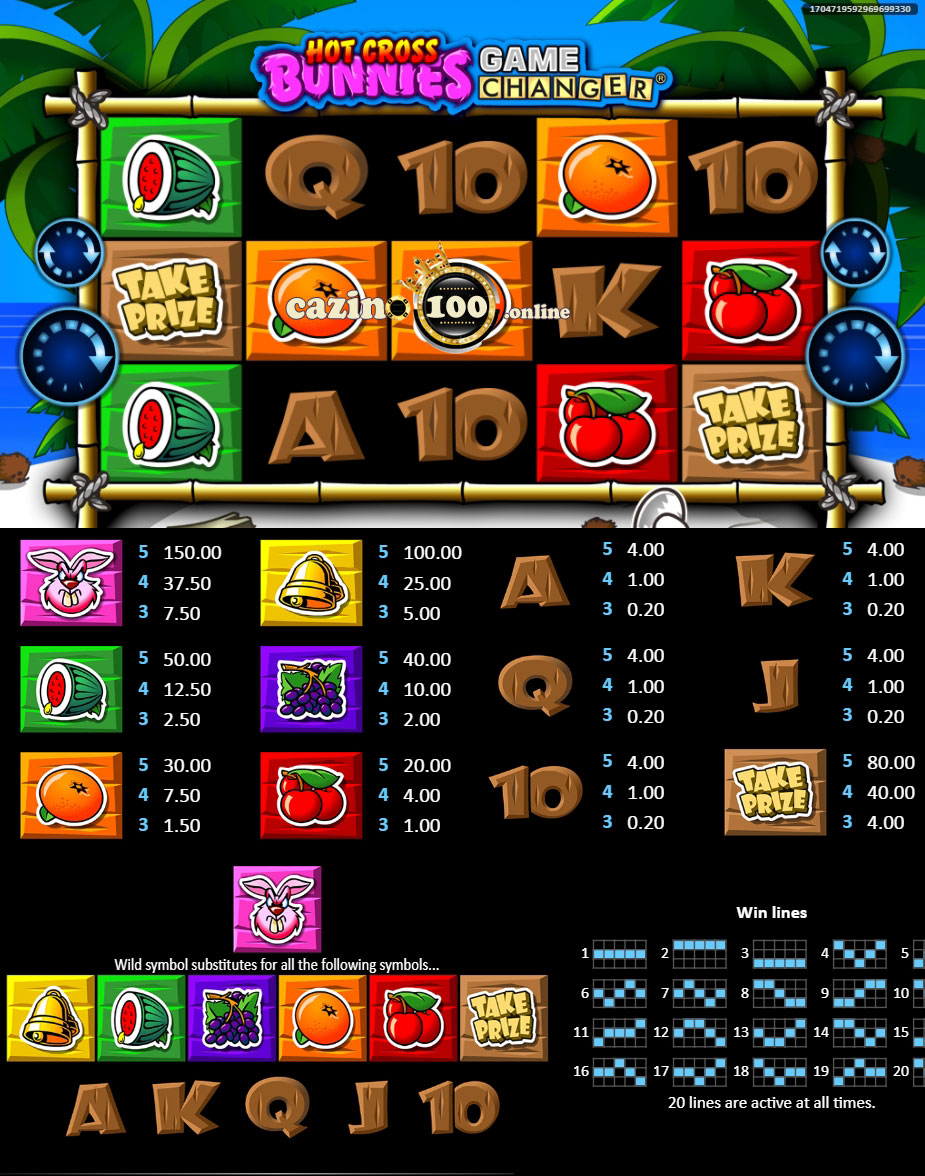 1704719592969699330
HOT CROSS
BUNNIES
GAME
CHANGER®
Q 10 10
TAKE
PRIZE
K
cazino 100 .online
A 10
TAKE
PRIZE
5 150.00
4 37.50
3 7.50
5 100.00
4 25.00
3 5.00
A
5 4.00
4 1.00
3 0.20
K
5 4.00
4 1.00
3 0.20
5 50.00
4 12.50
3 2.50
5 40.00
4 10.00
3 2.00
Q
5 4.00
4 1.00
3 0.20
J
5 4.00
4 1.00
3 0.20
5 30.00
4 7.50
3 1.50
5 20.00
4 4.00
3 1.00
10
5 4.00
4 1.00
3 0.20
TAKE
PRIZE
5 80.00
4 40.00
3 4.00
Wild symbol substitutes for all the following symbols...
TAKE
PRIZE
A K Q J 10
Win lines
1 2 3 4 5
6 7 8 9 10
11 12 13 14 15
16 17 18 19 20
20 lines are active at all times.